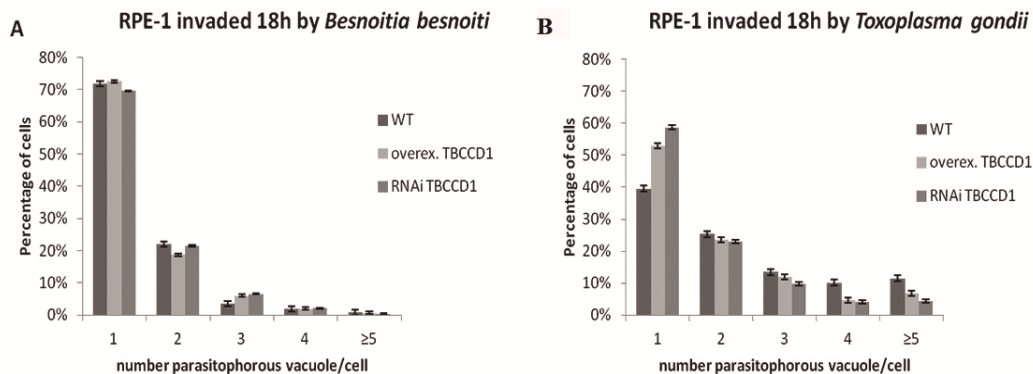 A
RPE-1 invaded 18h by Besnoitia besnoiti
Percentage of cells
80%
70%
60%
50%
40%
30%
20%
10%
0%
1 2 3 4 ≥5
number parasitophorous vacuole/cell
WT
overex. TBCCD1
RNAi TBCCD1
B
RPE-1 invaded 18h by Toxoplasma gondii
Percentage of cells
80%
70%
60%
50%
40%
30%
20%
10%
0%
1 2 3 4 ≥5
number parasitophorous vacuole/cell
WT
overex. TBCCD1
RNAi TBCCD1